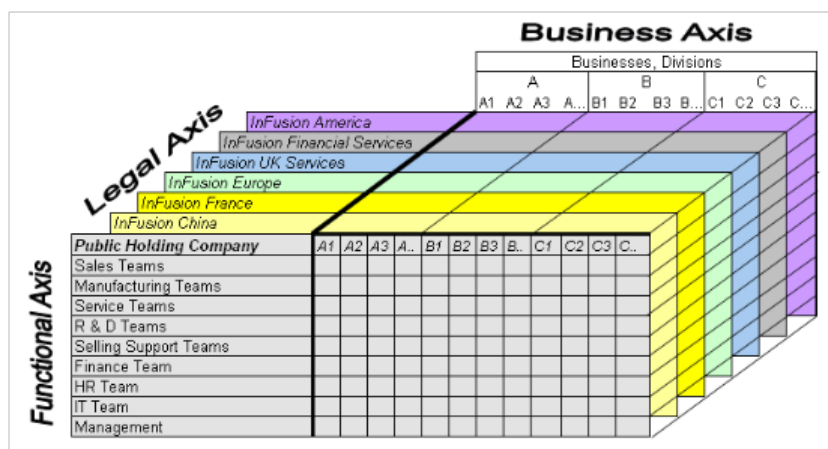 Business Axis
Businesses, Divisions
A B C
A1 A2 A3 A... B1 B2 B3 B... C1 C2 C3 C...
Legal Axis
InFusion America
InFusion Financial Services
InFusion UK Services
InFusion Europe
InFusion France
InFusion China
Functional Axis
Public Holding Company A1 A2 A3 A.. B1 B2 B3 B.. C1 C2 C3 C..
Sales Teams
Manufacturing Teams
Service Teams
R & D Teams
Selling Support Teams
Finance Team
HR Team
IT Team
Management